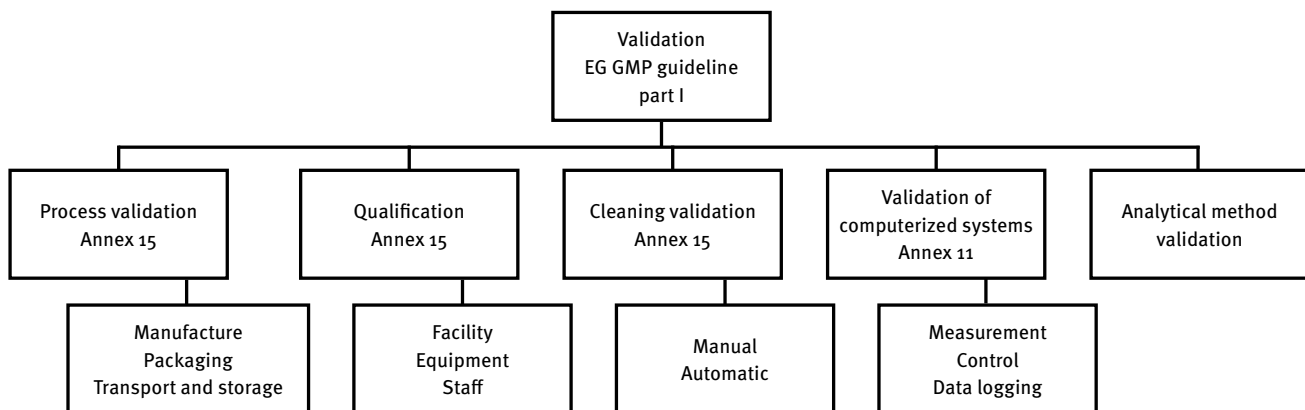 Validation
EG GMP guideline
part I
Process validation
Annex 15
Qualification
Annex 15
Cleaning validation
Annex 15
Validation of
computerized systems
Annex 11
Analytical method
validation
Manufacture
Packaging
Transport and storage
Facility
Equipment
Staff
Manual
Automatic
Measurement
Control
Data logging